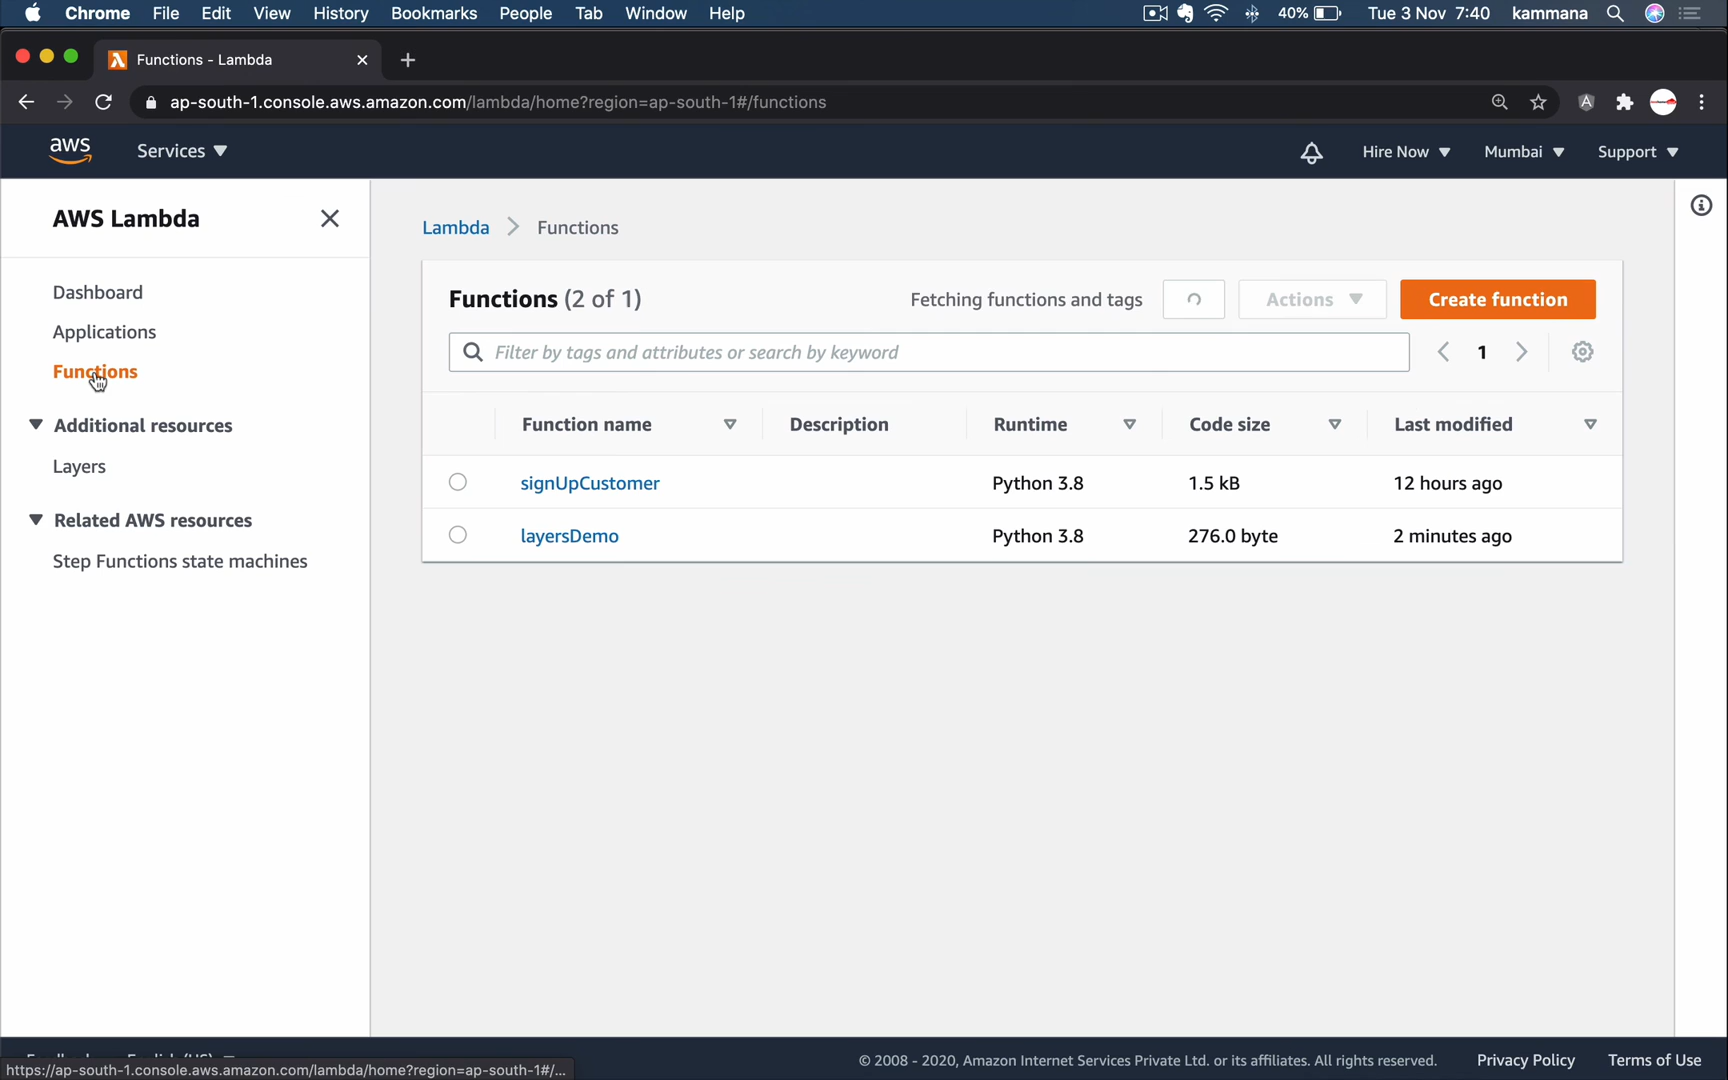 Chrome File Edit View History Bookmarks People Tab Window Help 40% Tue 3 Nov 7:40 kammana
Functions - Lambda
ap-south-1.console.aws.amazon.com/lambda/home?region=ap-south-1#/functions
aws Services Hire Now Mumbai Support
AWS Lambda
Dashboard
Applications
Functions
Additional resources
Layers
Related AWS resources
Step Functions state machines
Lambda > Functions
Functions (2 of 1) Fetching functions and tags Actions Create function
Filter by tags and attributes or search by keyword 1
Function name Description Runtime Code size Last modified
signUpCustomer Python 3.8 1.5 kB 12 hours ago
layersDemo Python 3.8 276.0 byte 2 minutes ago
© 2008 - 2020, Amazon Internet Services Private Ltd. or its affiliates. All rights reserved. Privacy Policy Terms of Use
https://ap-south-1.console.aws.amazon.com/lambda/home?region=ap-south-1#/...